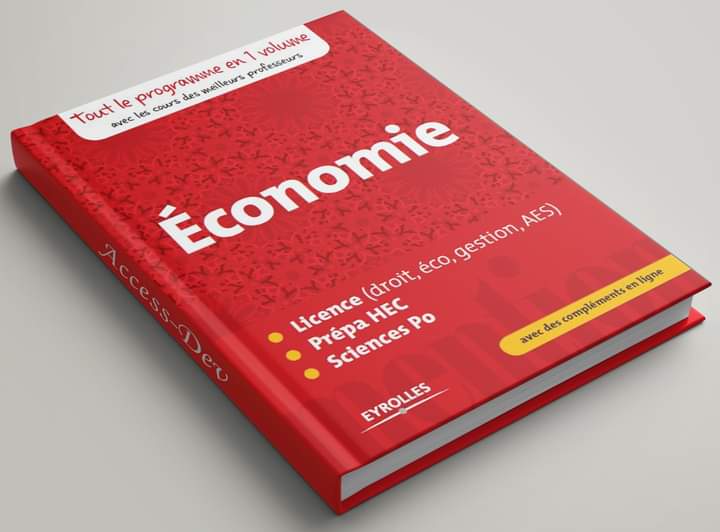 Tout le programme en 1 volume
avec les cours des meilleurs professeurs
Économie
Licence (droit, éco, gestion, AES)
Prépa HEC
Sciences Po
avec des compléments en ligne
EYROLLES
Access-Dev